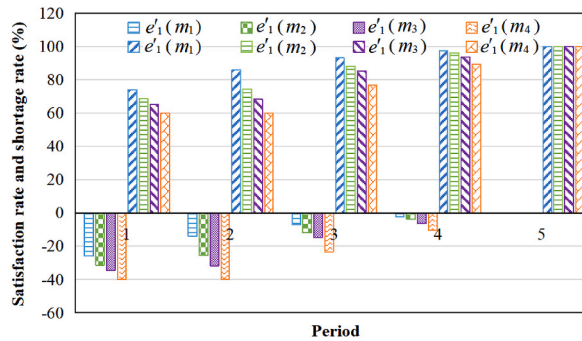 120
100
80
60
40
20
0
-20
-40
-60
Satisfaction rate and shortage rate (%)
e′₁(m₁) e′₁(m₂) e′₁(m₃) e′₁(m₄)
e′₁(m₁) e′₁(m₂) e′₁(m₃) e′₁(m₄)
1 2 3 4 5
Period